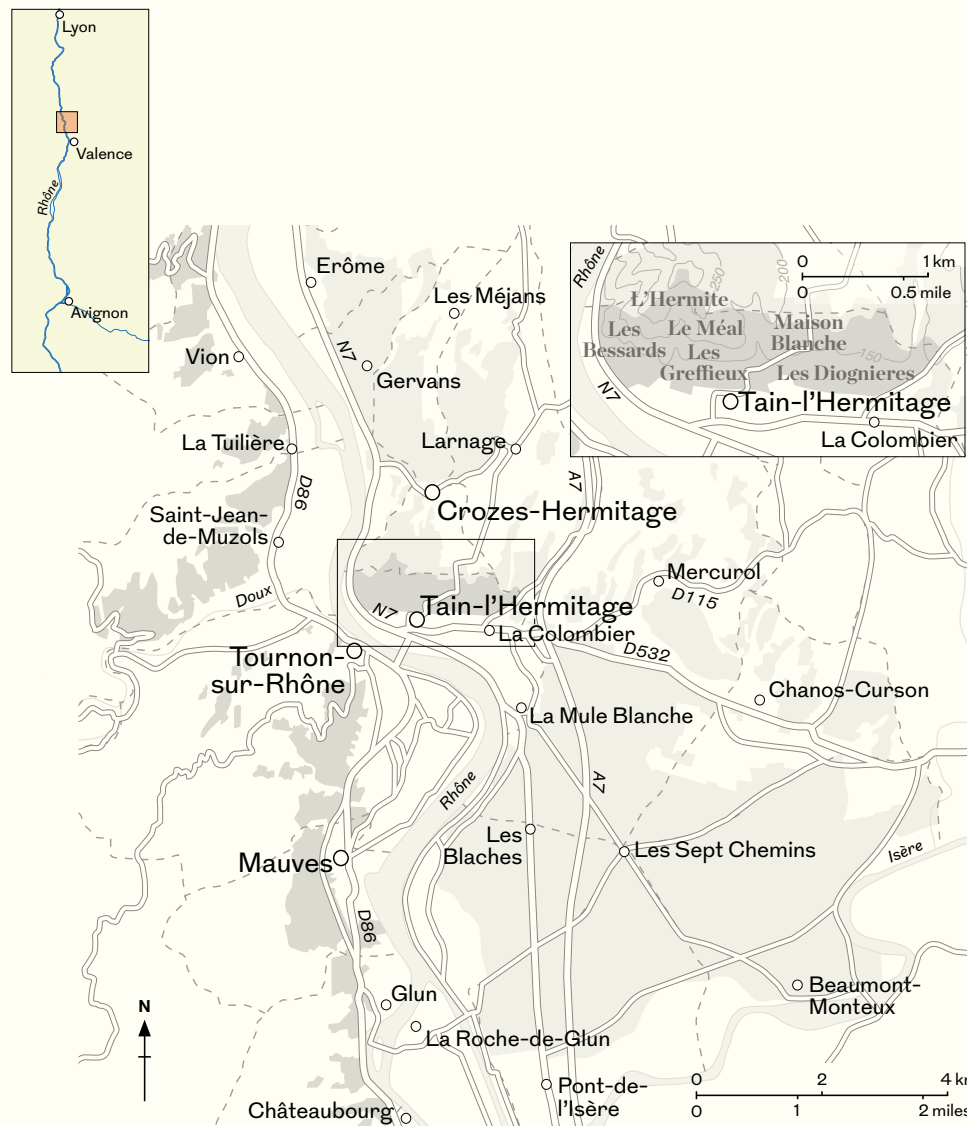 Lyon
Valence
Rhône
Avignon
Erôme
Les Méjans
N7
Vion
Gervans
La Tuilière
Larnage
D86
A7
Crozes-Hermitage
Saint-Jean-
de-Muzols
Mercurol
D115
Doux
N7
Tain-l'Hermitage
La Colombier
D532
Tournon-
sur-Rhône
Chanos-Curson
La Mule Blanche
Rhône
A7
Les
Blaches
Les Sept Chemins
Isère
Mauves
D86
Beaumont-
Monteux
Glun
La Roche-de-Glun
Pont-de-
l'Isère
Châteaubourg
N
0 2 4 km
0 1 2 miles
Rhône
0 1 km
0 0.5 mile
250
200
L'Hermite
Les
Bessards
Le Méal
Maison
Blanche
Les
Greffieux
150
Les Diognieres
N7
Tain-l'Hermitage
La Colombier